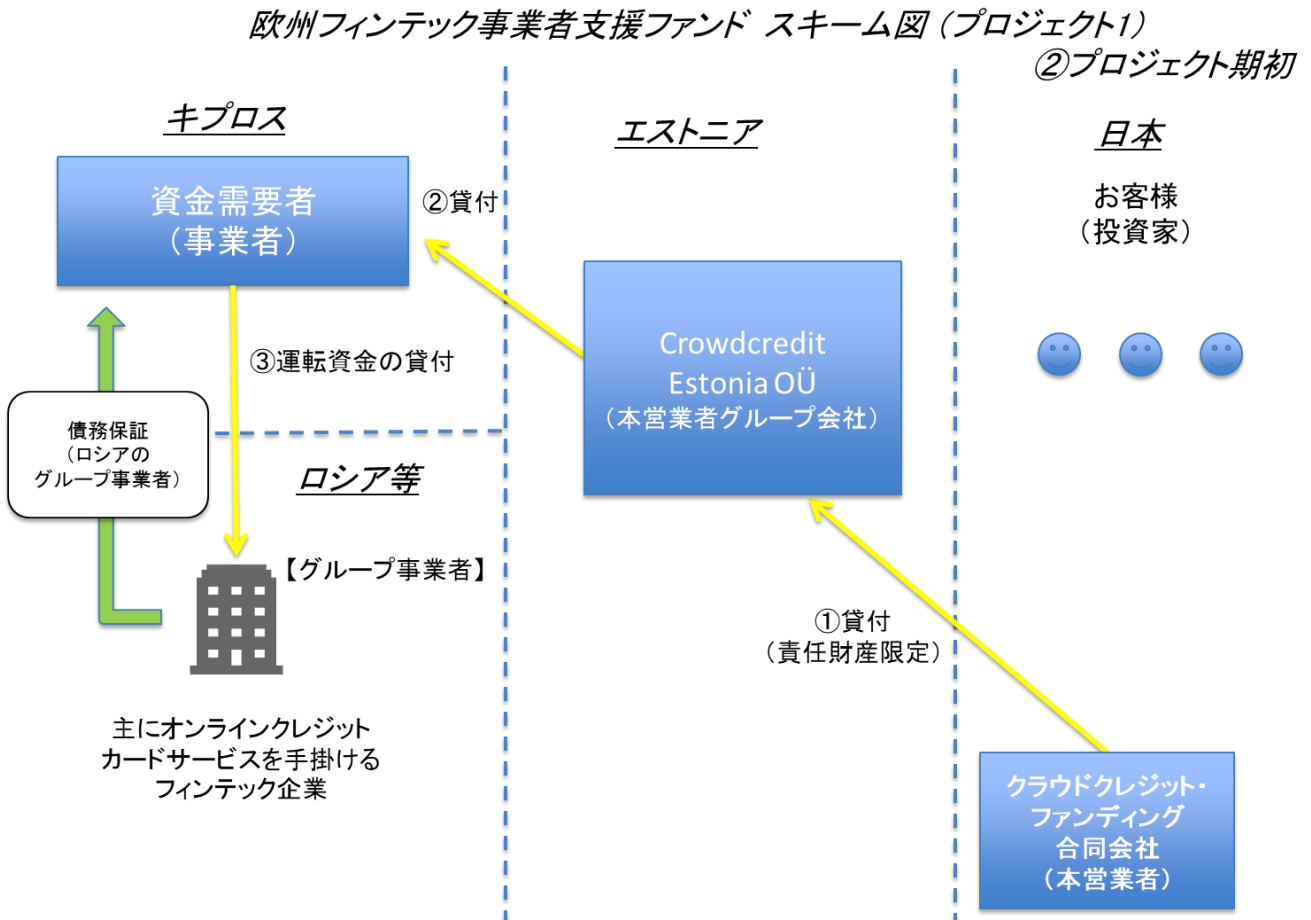 欧州フィンテック事業者支援ファンド スキーム図（プロジェクト1）
②プロジェクト期初
キプロス
エストニア
日本
資金需要者
（事業者）
②貸付
お客様
（投資家）
Crowdcredit
Estonia OÜ
（本営業者グループ会社）
③運転資金の貸付
債務保証
（ロシアの
グループ事業者）
ロシア等
【グループ事業者】
①貸付
（責任財産限定）
主にオンラインクレジット
カードサービスを手掛ける
フィンテック企業
クラウドクレジット・
ファンディング
合同会社
（本営業者）